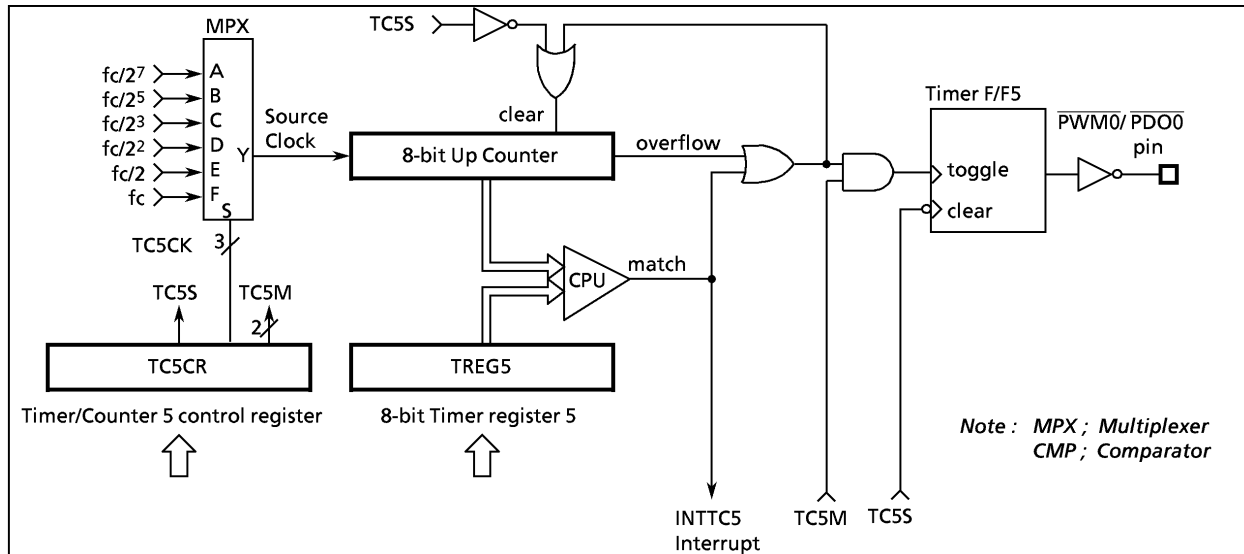 MPX
TC5S
fc/2⁷ A
fc/2⁵ B
fc/2³ C
fc/2² D
fc/2 E
fc F
Y
S
Source
Clock
clear
8-bit Up Counter
overflow
Timer F/F5
toggle
clear
PWM0/ PDO0
pin
TC5CK
3
TC5S
TC5M
2
TC5CR
Timer/Counter 5 control register
CPU
match
TREG5
8-bit Timer register 5
INTTC5
Interrupt
TC5M
TC5S
Note : MPX ; Multiplexer
CMP ; Comparator